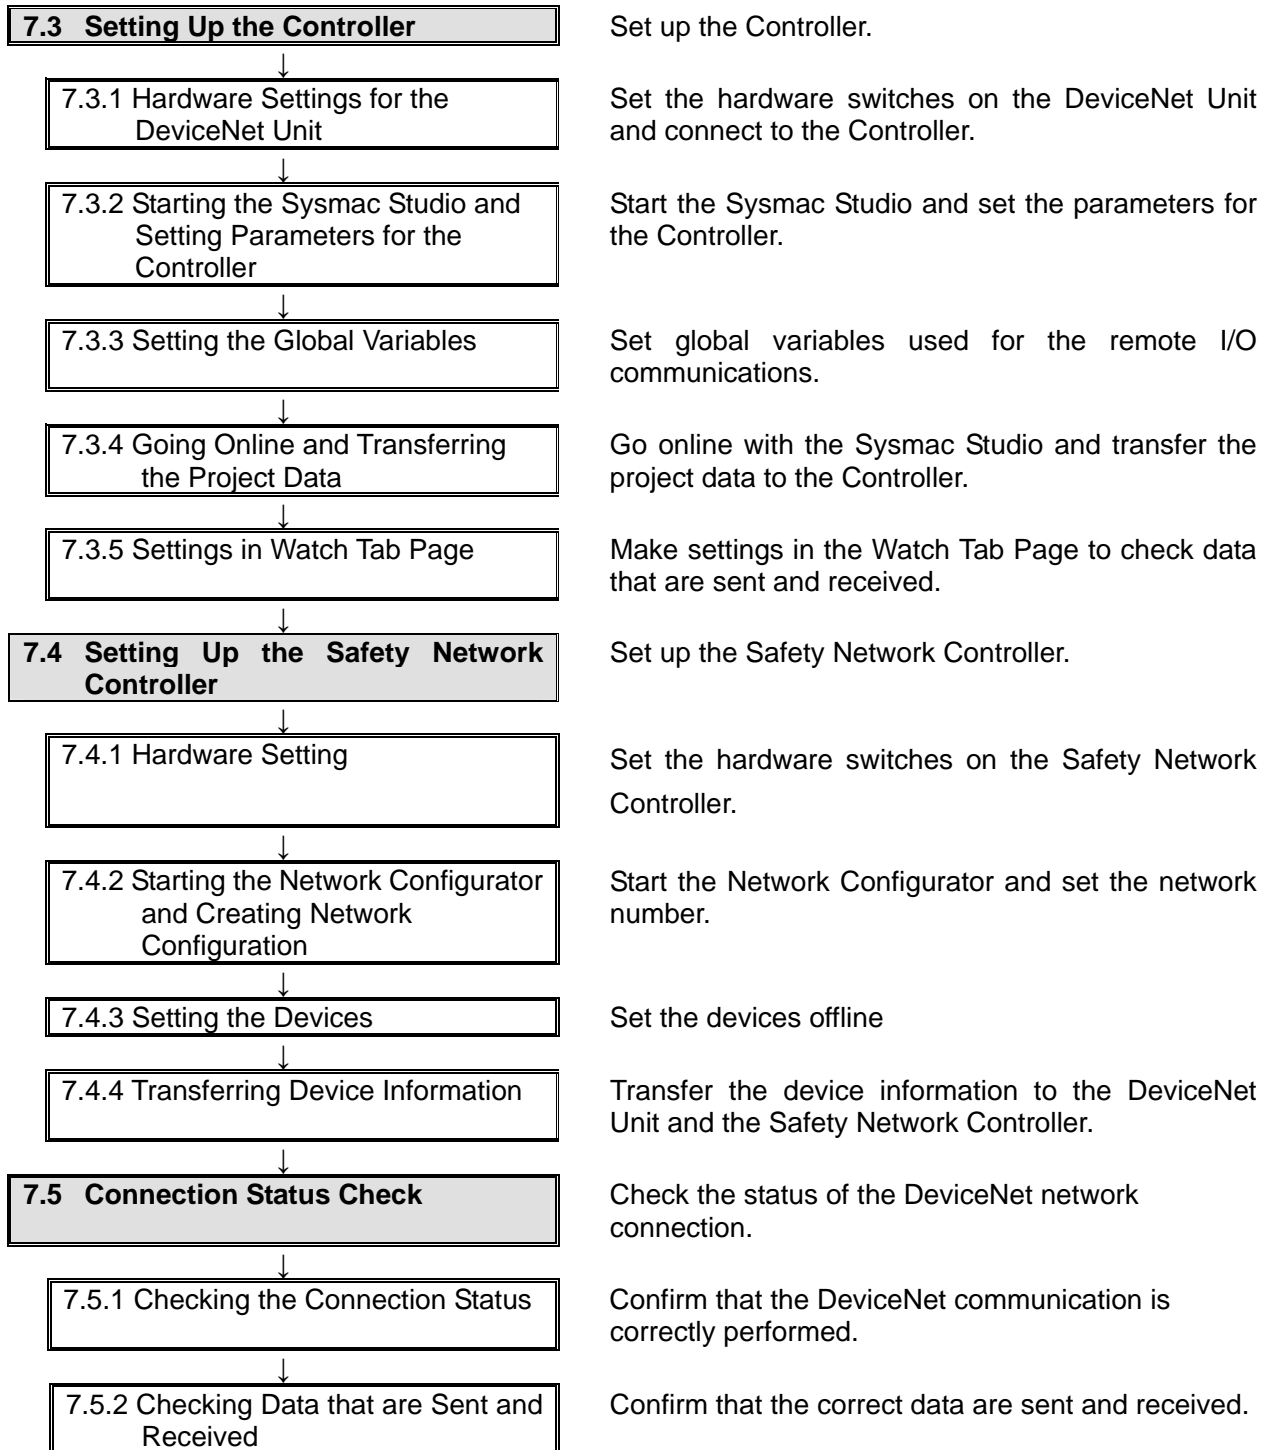 7.3 Setting Up the Controller
Set up the Controller.
↓
7.3.1 Hardware Settings for the
DeviceNet Unit
Set the hardware switches on the DeviceNet Unit
and connect to the Controller.
↓
7.3.2 Starting the Sysmac Studio and
Setting Parameters for the
Controller
Start the Sysmac Studio and set the parameters for
the Controller.
↓
7.3.3 Setting the Global Variables
Set global variables used for the remote I/O
communications.
↓
7.3.4 Going Online and Transferring
the Project Data
Go online with the Sysmac Studio and transfer the
project data to the Controller.
↓
7.3.5 Settings in Watch Tab Page
Make settings in the Watch Tab Page to check data
that are sent and received.
↓
7.4 Setting Up the Safety Network
Controller
Set up the Safety Network Controller.
↓
7.4.1 Hardware Setting
Set the hardware switches on the Safety Network
Controller.
↓
7.4.2 Starting the Network Configurator
and Creating Network
Configuration
Start the Network Configurator and set the network
number.
↓
7.4.3 Setting the Devices
Set the devices offline
↓
7.4.4 Transferring Device Information
Transfer the device information to the DeviceNet
Unit and the Safety Network Controller.
↓
7.5 Connection Status Check
Check the status of the DeviceNet network
connection.
↓
7.5.1 Checking the Connection Status
Confirm that the DeviceNet communication is
correctly performed.
↓
7.5.2 Checking Data that are Sent and
Received
Confirm that the correct data are sent and received.